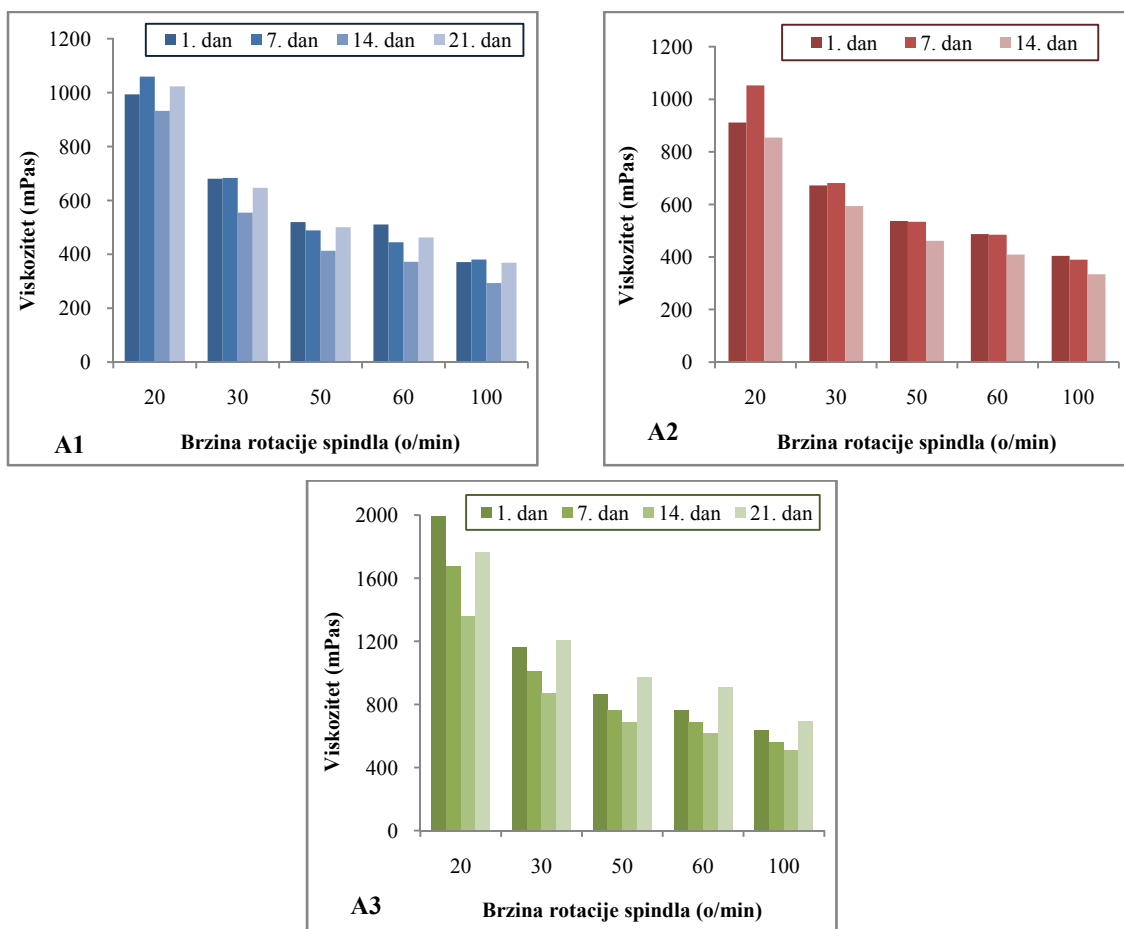 1. dan 7. dan 14. dan 21. dan
1200
1000
800
600
400
200
0
Viskozitet (mPas)
20 30 50 60 100
Brzina rotacije spindla (o/min)
A1
1. dan 7. dan 14. dan
1200
1000
800
600
400
200
0
Viskozitet (mPas)
20 30 50 60 100
Brzina rotacije spindla (o/min)
A2
1. dan 7. dan 14. dan 21. dan
2000
1600
1200
800
400
0
Viskozitet (mPas)
20 30 50 60 100
Brzina rotacije spindla (o/min)
A3